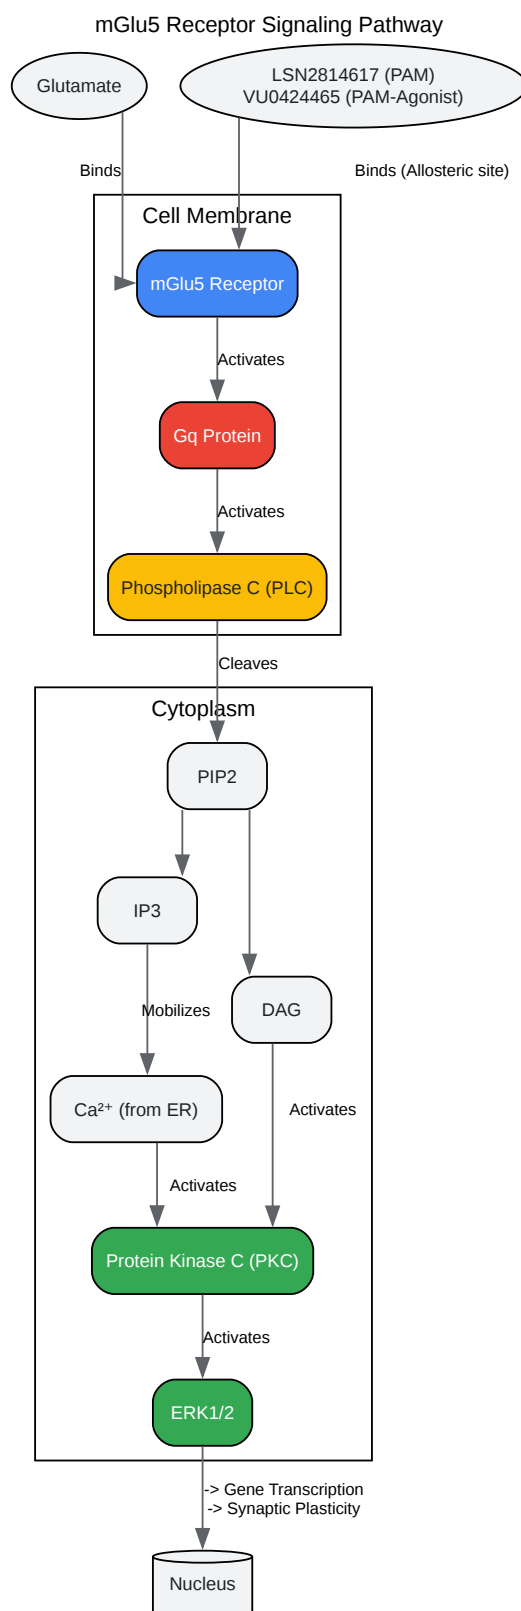 mGlu5 Receptor Signaling Pathway
Glutamate
LSN2814617 (PAM)
VU0424465 (PAM-Agonist)
Binds
Binds (Allosteric site)
Cell Membrane
mGlu5 Receptor
Activates
Gq Protein
Activates
Phospholipase C (PLC)
Cleaves
Cytoplasm
PIP2
IP3
DAG
Mobilizes
Ca²⁺ (from ER)
Activates
Activates
Protein Kinase C (PKC)
Activates
ERK1/2
-> Gene Transcription
-> Synaptic Plasticity
Nucleus